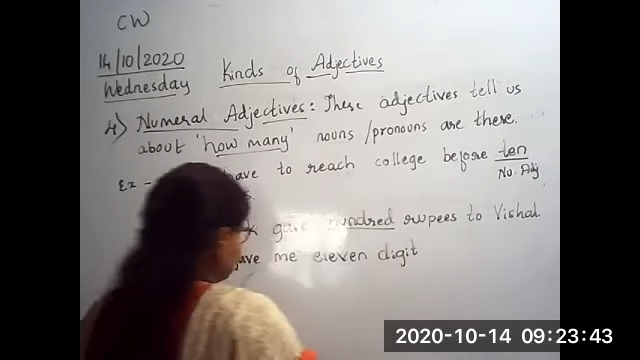 CW
14/10/2020
Wednesday
Kinds of Adjectives
4) Numeral Adjectives: These adjectives tell us
about 'how many' nouns/pronouns are there.
Ex - have to reach college before ten
No. Adj
gave hundred rupees to Vishal.
gave me eleven digit
2020-10-14 09:23:43